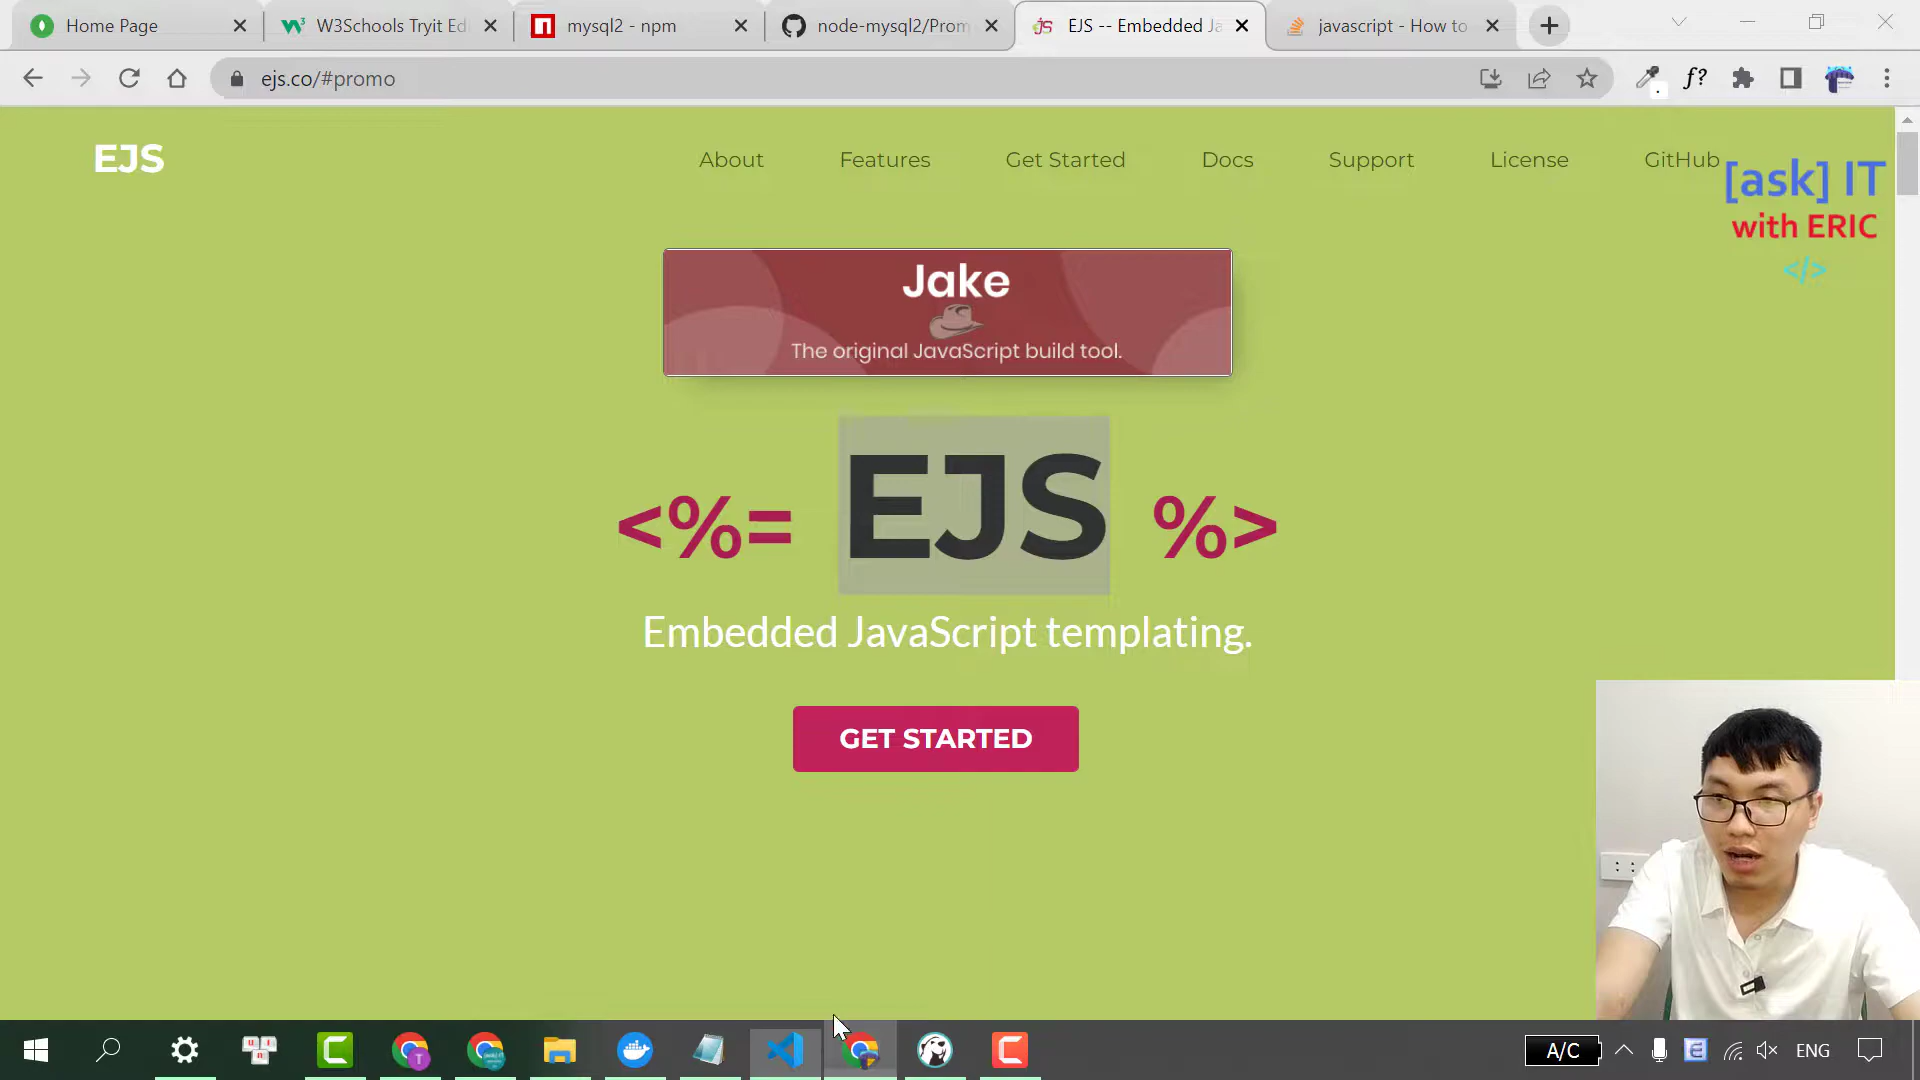 Home Page
W3Schools Tryit Ed
mysql2 - npm
node-mysql2/Prom
EJS -- Embedded Ja
javascript - How to
ejs.co/#promo
f?
EJS
About
Features
Get Started
Docs
Support
License
GitHub
[ask] IT
with ERIC
</>
Jake
The original JavaScript build tool.
<%= EJS %>
Embedded JavaScript templating.
GET STARTED
A/C
ENG